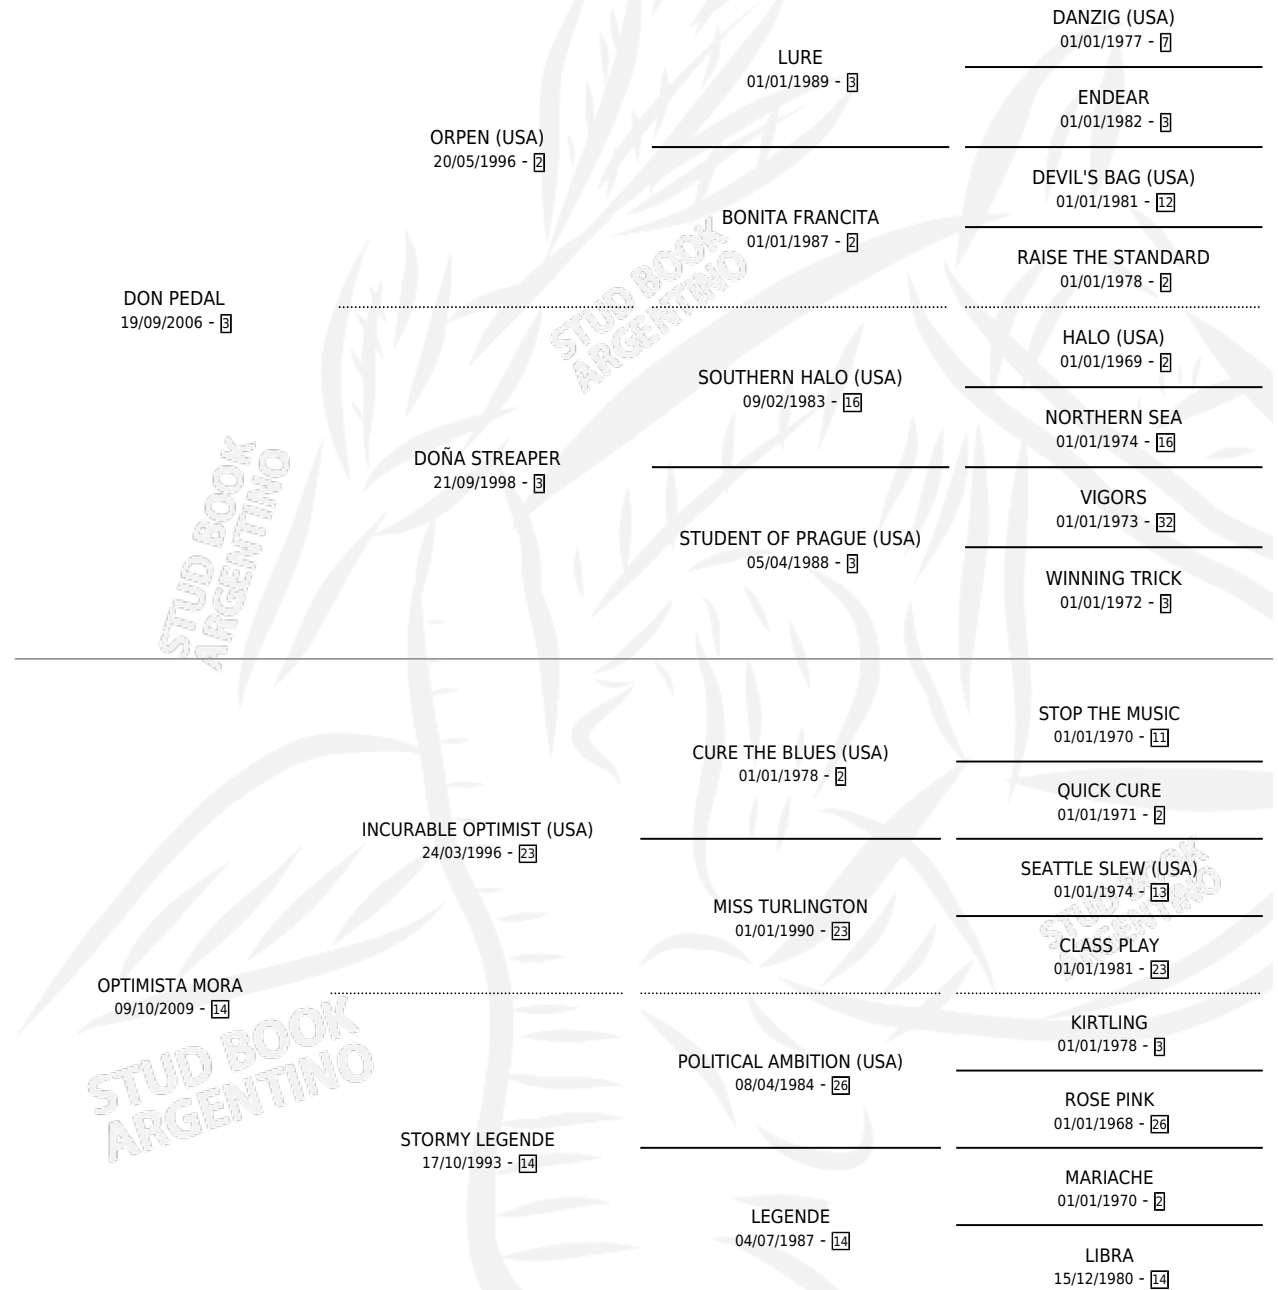 DANZIG (USA)
01/01/1977 - 7
LURE
01/01/1989 - 3
ENDEAR
01/01/1982 - 3
ORPEN (USA)
20/05/1996 - 2
DEVIL'S BAG (USA)
01/01/1981 - 12
BONITA FRANCITA
01/01/1987 - 2
RAISE THE STANDARD
01/01/1978 - 2
DON PEDAL
19/09/2006 - 3
HALO (USA)
01/01/1969 - 2
SOUTHERN HALO (USA)
09/02/1983 - 16
NORTHERN SEA
01/01/1974 - 16
DOÑA STREAPER
21/09/1998 - 3
VIGORS
01/01/1973 - 32
STUDENT OF PRAGUE (USA)
05/04/1988 - 3
WINNING TRICK
01/01/1972 - 3
STOP THE MUSIC
01/01/1970 - 11
CURE THE BLUES (USA)
01/01/1978 - 2
QUICK CURE
01/01/1971 - 2
INCURABLE OPTIMIST (USA)
24/03/1996 - 23
SEATTLE SLEW (USA)
01/01/1974 - 13
MISS TURLINGTON
01/01/1990 - 23
CLASS PLAY
01/01/1981 - 23
OPTIMISTA MORA
09/10/2009 - 14
KIRTLING
01/01/1978 - 3
POLITICAL AMBITION (USA)
08/04/1984 - 26
ROSE PINK
01/01/1968 - 26
STORMY LEGENDE
17/10/1993 - 14
MARIACHE
01/01/1970 - 2
LEGENDE
04/07/1987 - 14
LIBRA
15/12/1980 - 14
STUD BOOK
ARGENTINO
STUD BOOK
ARGENTINO
STUD BOOK
ARGENTINO
STUD BOOK
ARGENTINO